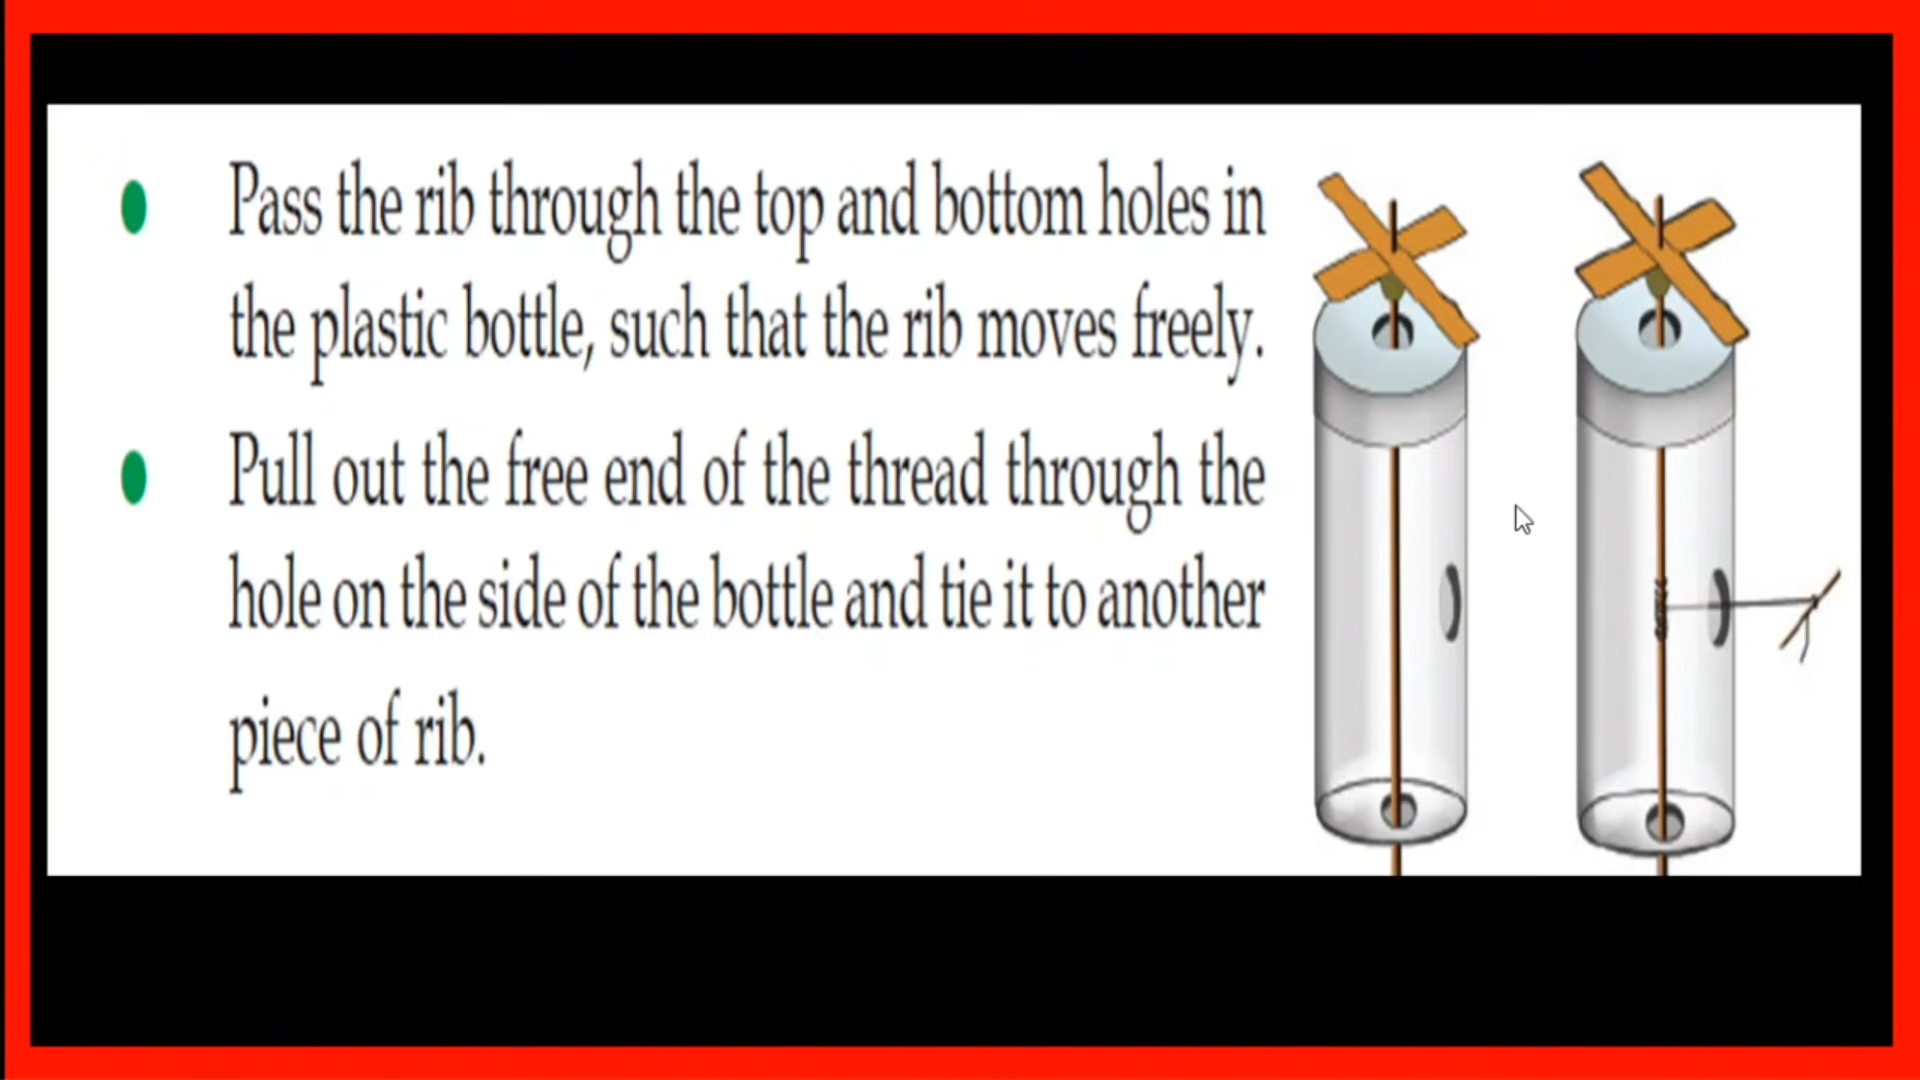 Pass the rib through the top and bottom holes in
the plastic bottle, such that the rib moves freely.
Pull out the free end of the thread through the
hole on the side of the bottle and tie it to another
piece of rib.